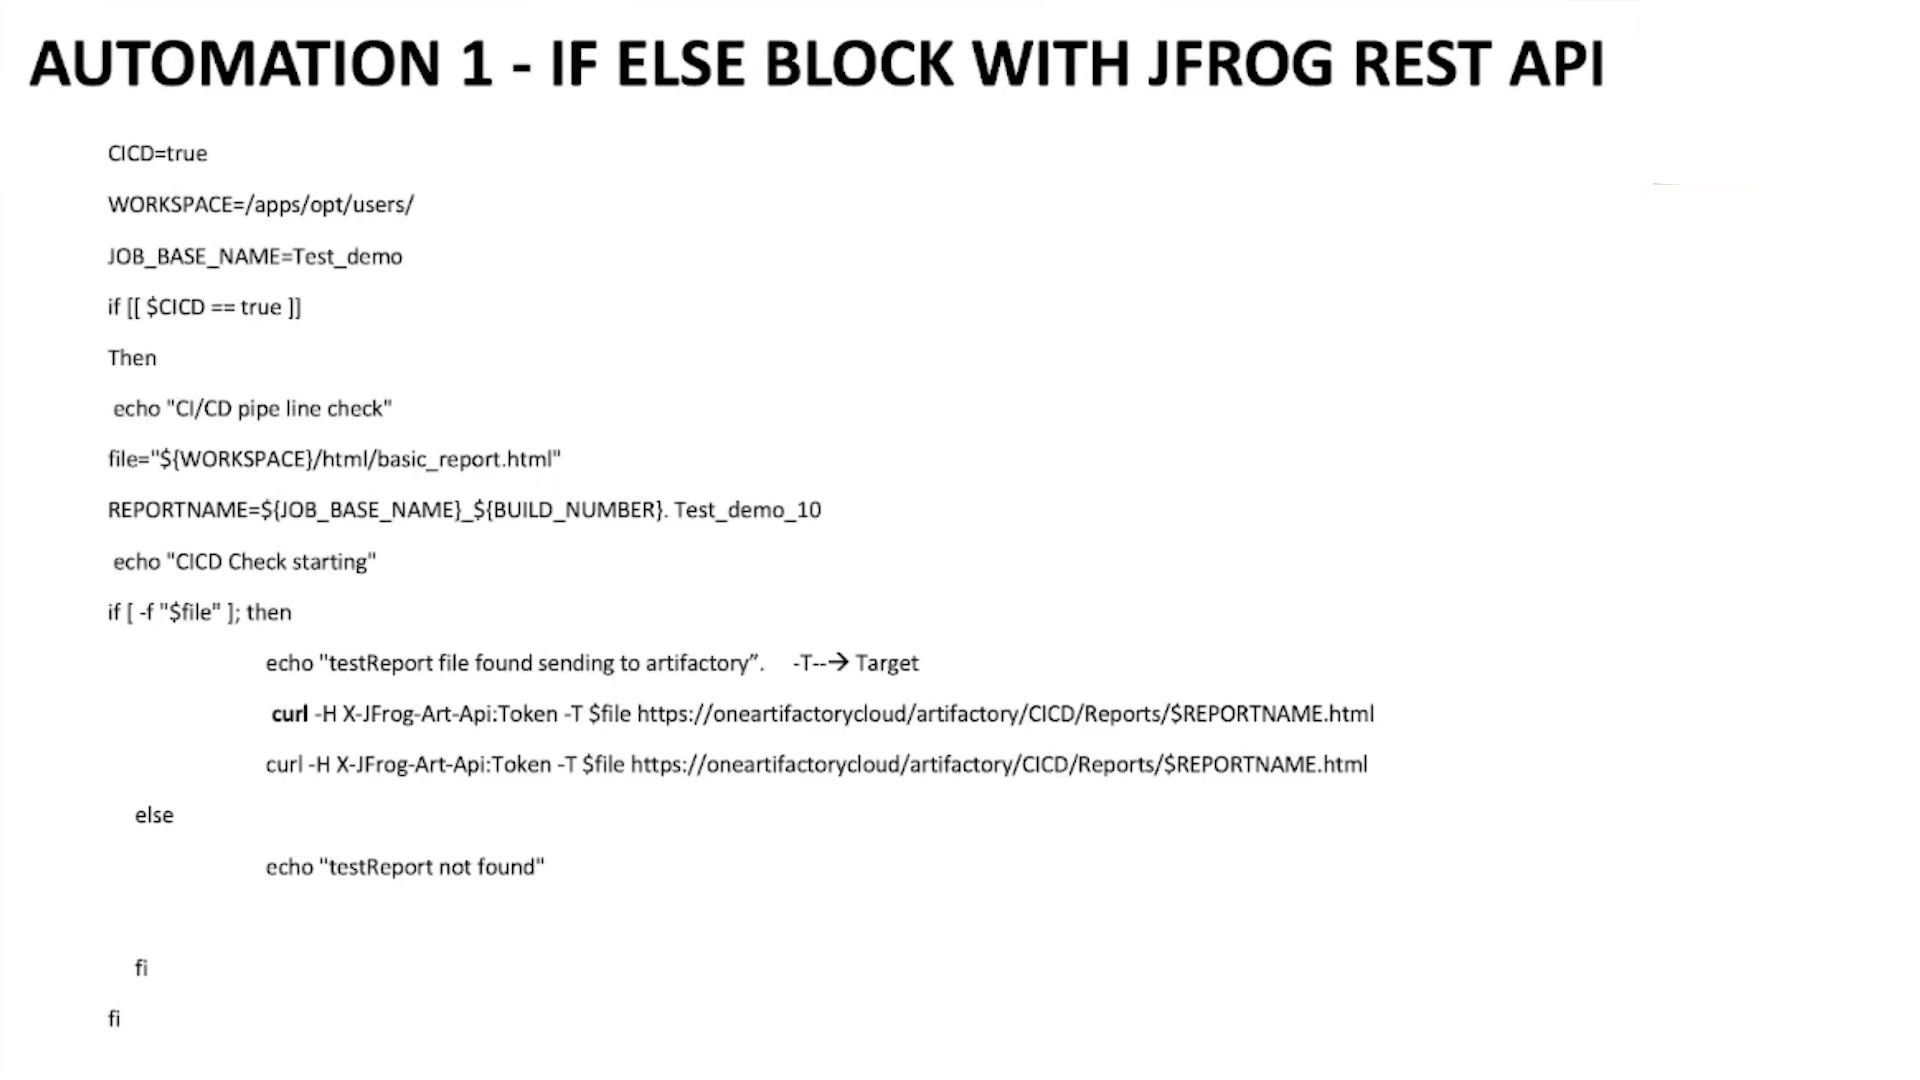 AUTOMATION 1 - IF ELSE BLOCK WITH JFROG REST API
CICD=true
WORKSPACE=/apps/opt/users/
JOB_BASE_NAME=Test_demo
if [[ $CICD == true ]]
Then
echo "CI/CD pipe line check"
file="${WORKSPACE}/html/basic_report.html"
REPORTNAME=${JOB_BASE_NAME}_${BUILD_NUMBER}. Test_demo_10
echo "CICD Check starting"
if [ -f "$file" ]; then
echo "testReport file found sending to artifactory”. -T--→ Target
curl -H X-JFrog-Art-Api:Token -T $file https://oneartifactorycloud/artifactory/CICD/Reports/$REPORTNAME.html
curl -H X-JFrog-Art-Api:Token -T $file https://oneartifactorycloud/artifactory/CICD/Reports/$REPORTNAME.html
else
echo "testReport not found"
fi
fi